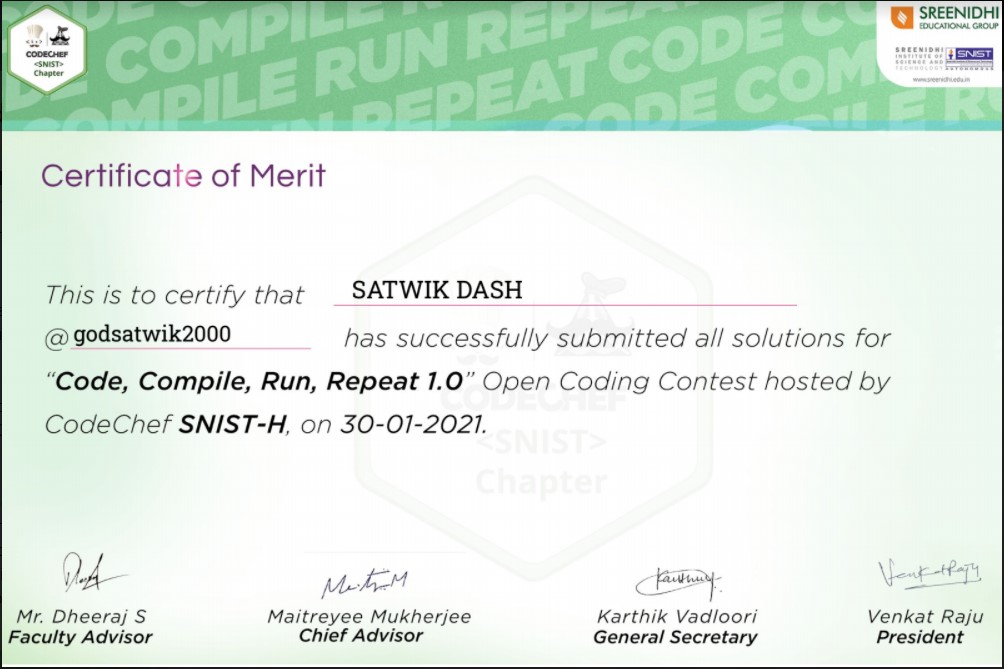 CODE COMPILE RUN REPEAT CODE COMPILE RUN REPEAT
CODECHEF
<SNIST>
Chapter
SREENIDHI
EDUCATIONAL GROUP
SREENIDHI
INSTITUTE OF
SCIENCE AND
TECHNOLOGY
SNIST
AUTONOMOUS
www.sreenidhi.edu.in
Certificate of Merit
This is to certify that SATWIK DASH
@godsatwik2000 has successfully submitted all solutions for
“Code, Compile, Run, Repeat 1.0” Open Coding Contest hosted by
CodeChef SNIST-H, on 30-01-2021.
CODECHEF
<SNIST>
Chapter
Mr. Dheeraj S
Faculty Advisor
Maitreyee Mukherjee
Chief Advisor
Karthik Vadloori
General Secretary
Venkat Raju
President